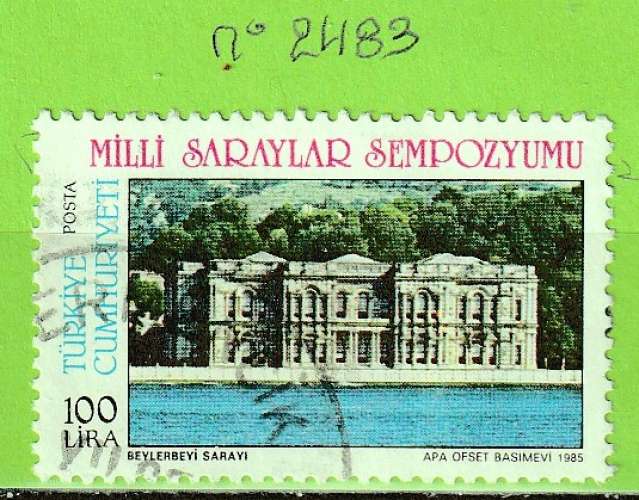 n° 2483
MİLLİ SARAYLAR SEMPOZYUMU
POSTA
TÜRKİYE
CUMHURİYETİ
100
LİRA
BEYLERBEYİ SARAYI
APA OFSET BASIMEVİ 1985